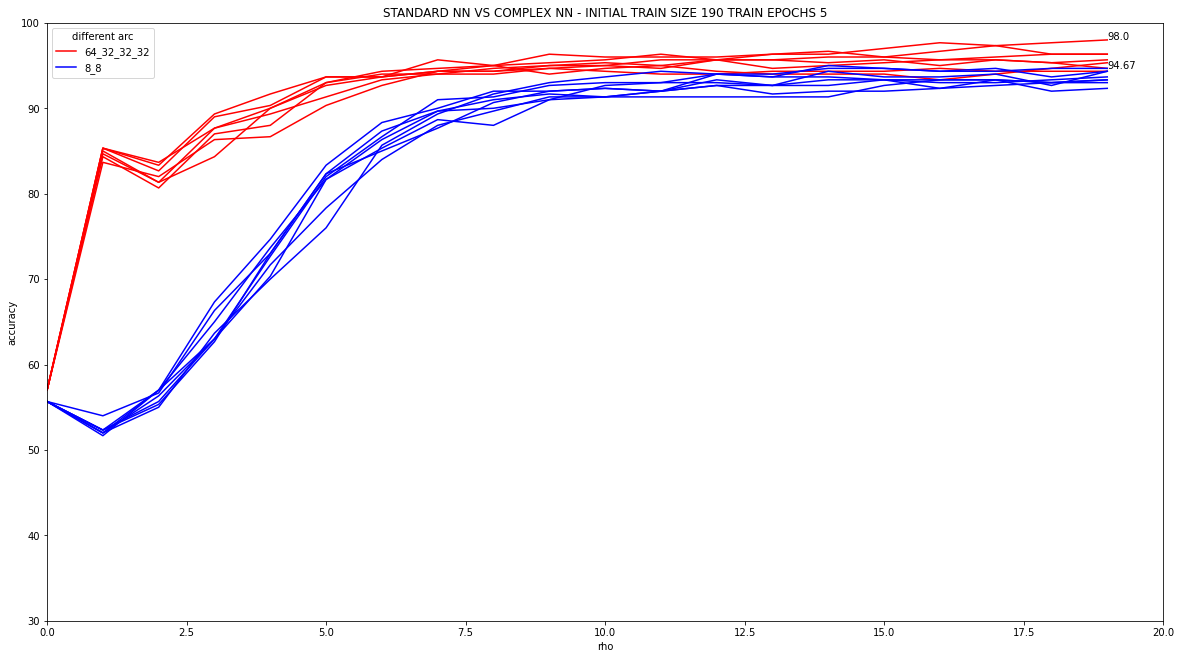 STANDARD NN VS COMPLEX NN - INITIAL TRAIN SIZE 190 TRAIN EPOCHS 5
different arc
64_32_32_32
8_8
98.0
94.67
100
90
80
70
60
50
40
30
accuracy
0.0 2.5 5.0 7.5 10.0 12.5 15.0 17.5 20.0
rho